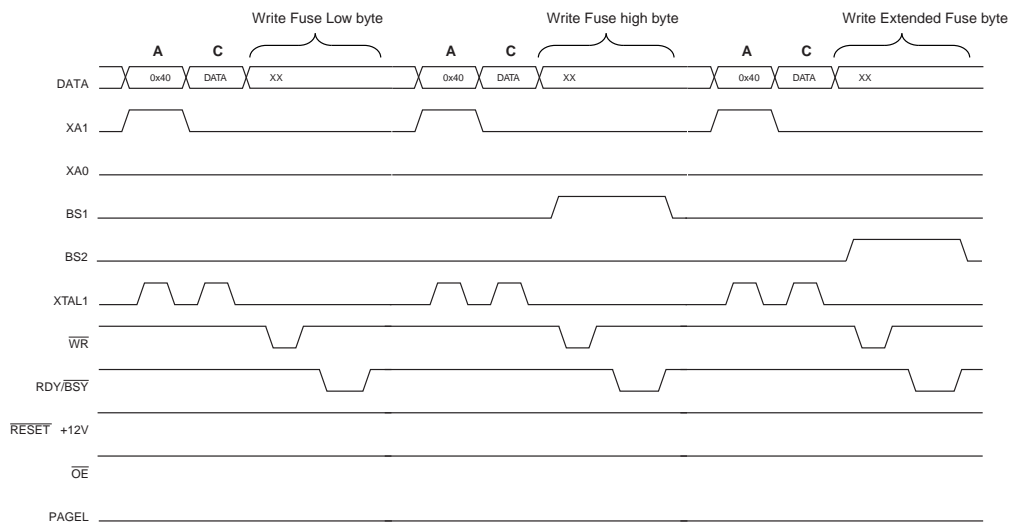 Write Fuse Low byte Write Fuse high byte Write Extended Fuse byte
A C A C A C
DATA 0x40 DATA XX 0x40 DATA XX 0x40 DATA XX
XA1
XA0
BS1
BS2
XTAL1
WR
RDY/BSY
RESET +12V
OE
PAGEL